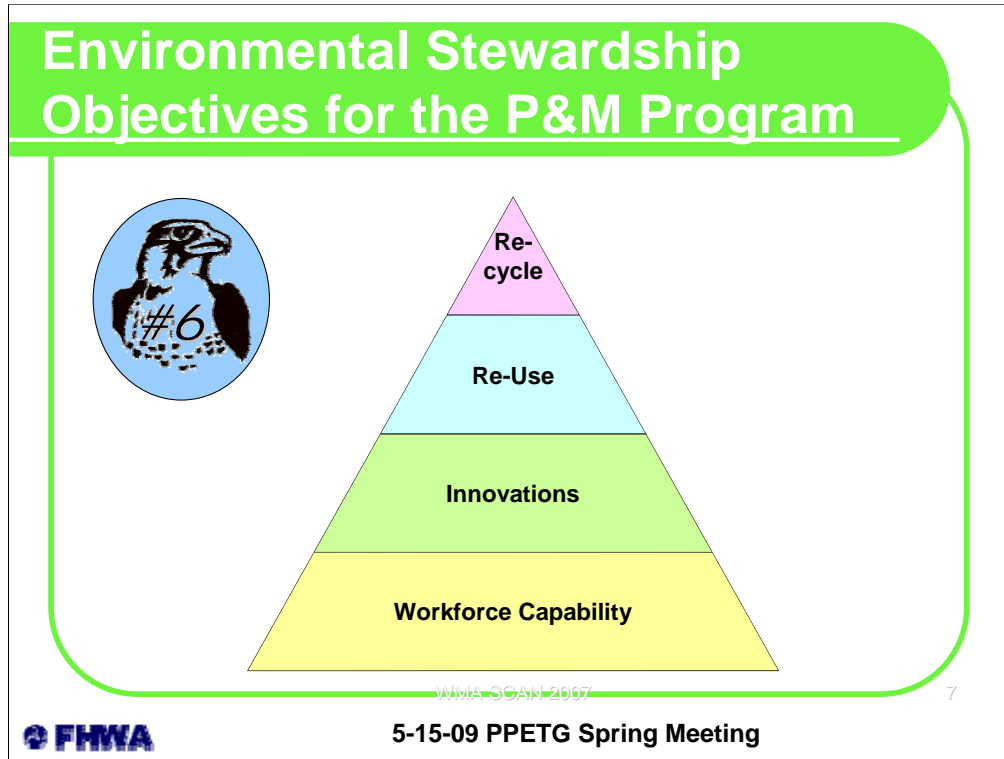 Environmental Stewardship
Objectives for the P&M Program
#6
Re-
cycle
Re-Use
Innovations
Workforce Capability
WMA SCAN 2007
7
FHWA
5-15-09 PPETG Spring Meeting